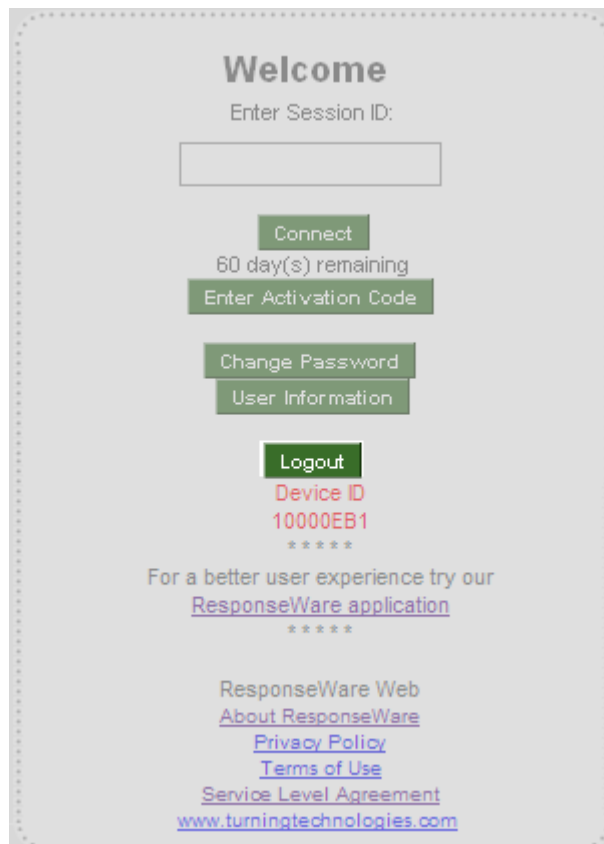 Welcome
Enter Session ID:
Connect
60 day(s) remaining
Enter Activation Code
Change Password
User Information
Logout
Device ID
10000EB1
* * * * *
For a better user experience try our
ResponseWare application
* * * * *
ResponseWare Web
About ResponseWare
Privacy Policy
Terms of Use
Service Level Agreement
www.turningtechnologies.com